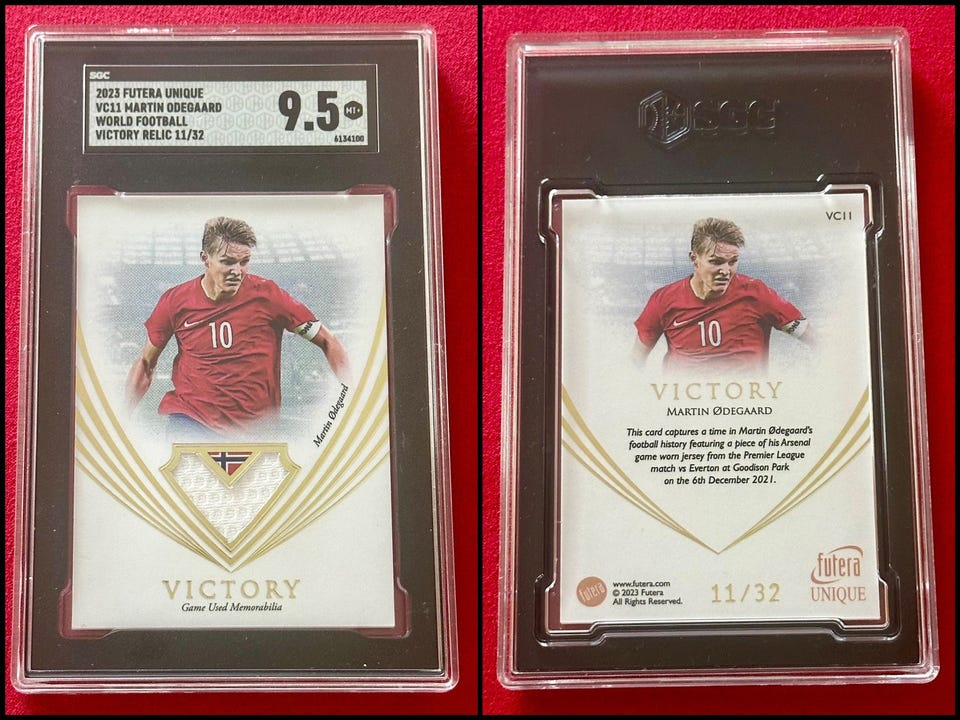 SGC
2023 FUTERA UNIQUE
VC11 MARTIN ODEGAARD
WORLD FOOTBALL
VICTORY RELIC 11/32
9.5
MT+
6134100
10
Martin Ødegaard
VICTORY
Game Used Memorabilia
SGC
VC11
10
VICTORY
MARTIN ØDEGAARD
This card captures a time in Martin Ødegaard's
football history featuring a piece of his Arsenal
game worn jersey from the Premier League
match vs Everton at Goodison Park
on the 6th December 2021.
futera
www.futera.com
© 2023 Futera
All Rights Reserved.
11/32
futera
UNIQUE